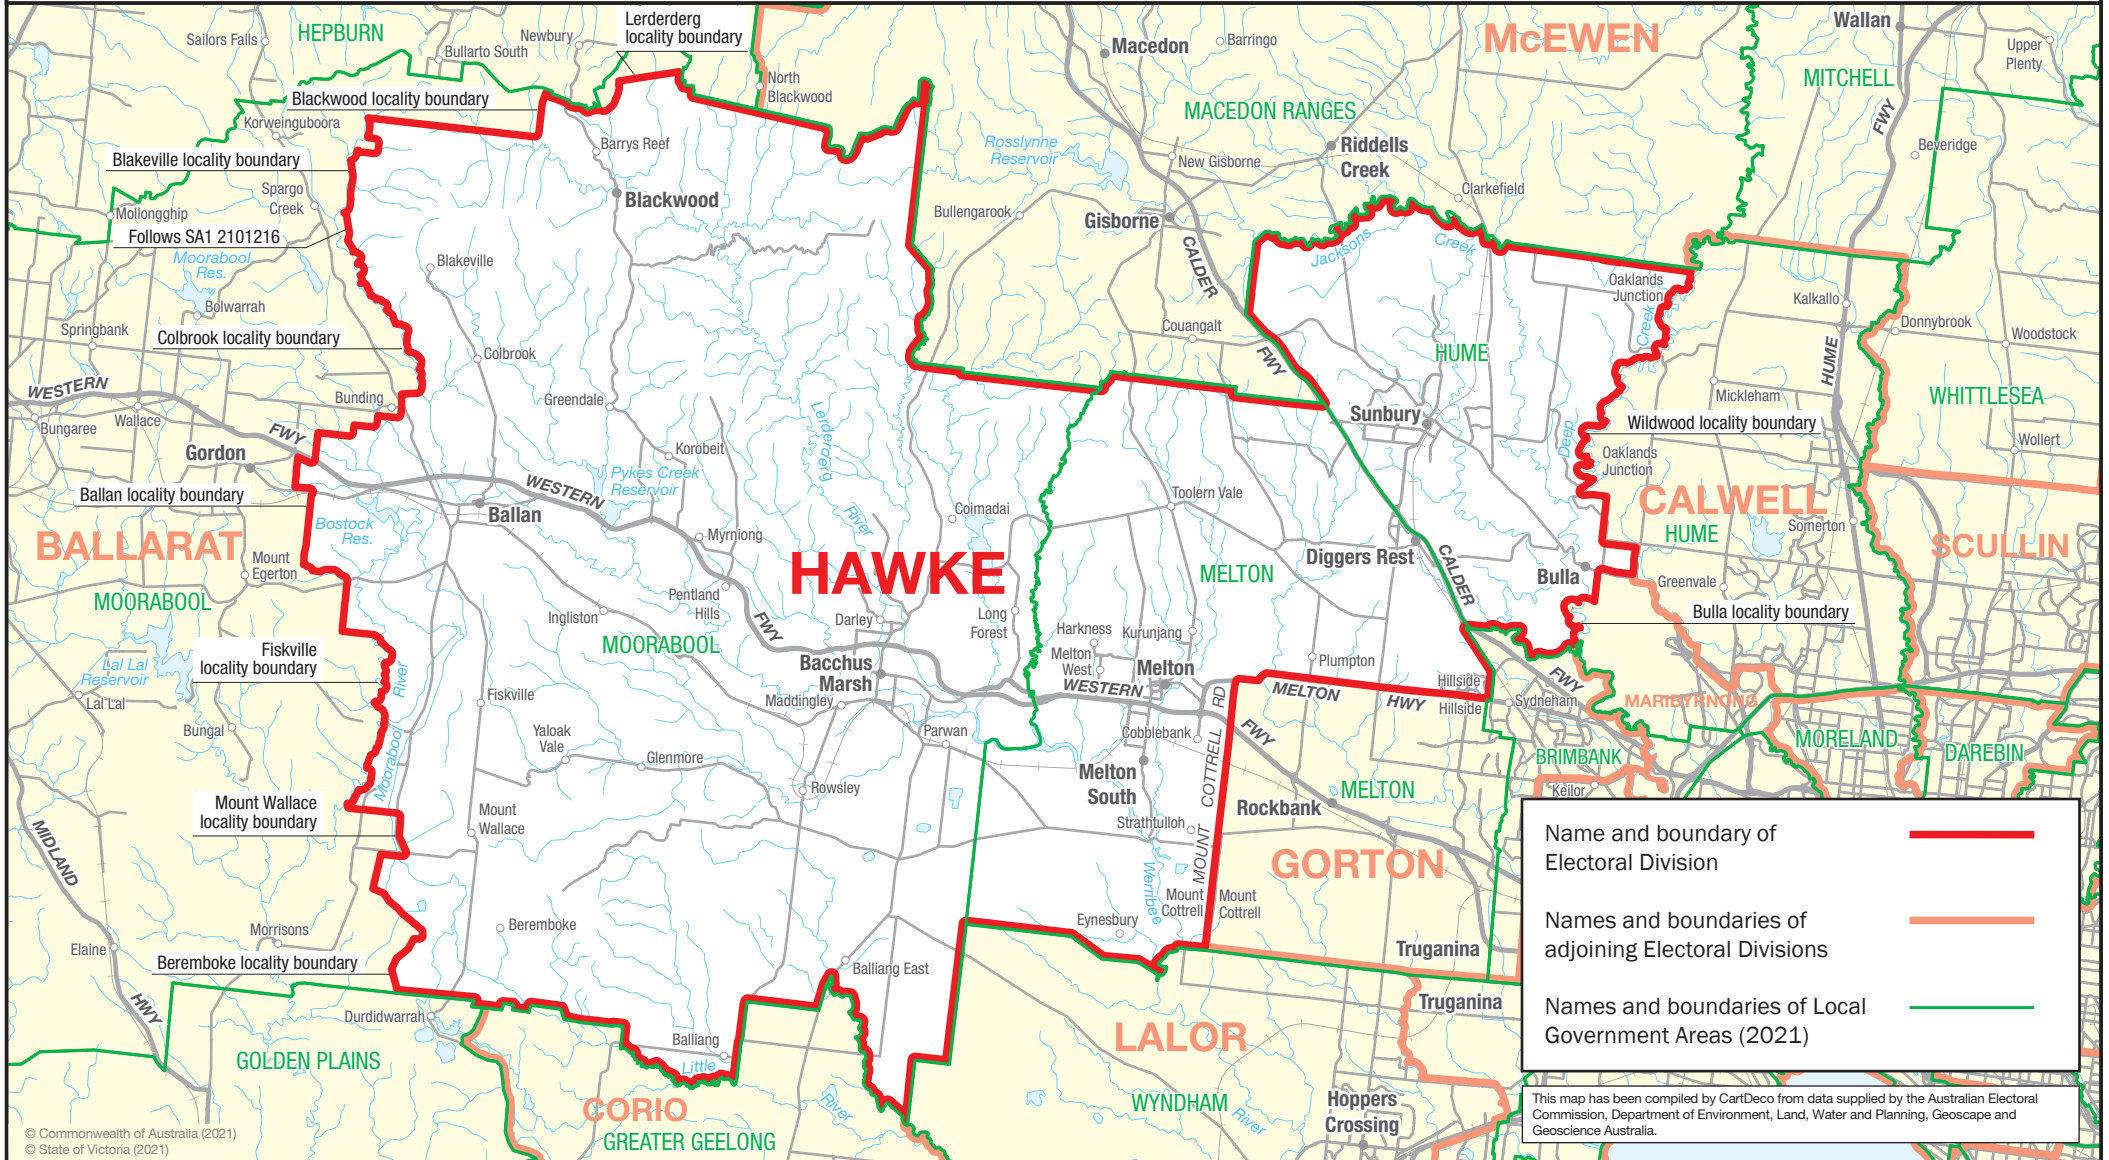 Lerderderg
locality boundary
McEWEN
Wallan
Sailors Falls
HEPBURN
Newbury
Bullarto South
Macedon
Barringo
Upper
Plenty
North
Blackwood
MITCHELL
Blackwood locality boundary
MACEDON RANGES
FWY
Korweinguboora
Barrys Reef
Rosslynne
Reservoir
Riddells
Creek
Beveridge
Blakeville locality boundary
New Gisborne
Spargo
Creek
Blackwood
Clarkefield
Mollongghip
Bullengarook
Gisborne
Follows SA1 2101216
Jacksons
Creek
Moorabool
Res.
Blakeville
CALDER
Oaklands
Junction
Bolwarrah
Kalkallo
Springbank
Couangalt
Creek
Donnybrook
Woodstock
Colbrook locality boundary
Colbrook
FWY
HUME
HUME
WESTERN
Bunding
Greendale
Lerderderg
Mickleham
WHITTLESEA
Wallace
Bungaree
FWY
Sunbury
Wildwood locality boundary
Gordon
Korobeit
Deep
Oaklands
Junction
Wollert
Pykes Creek
Reservoir
WESTERN
Ballan locality boundary
Toolern Vale
CALWELL
Ballan
River
Coimadai
Bostock
Res.
HUME
Somerton
BALLARAT
Myrniong
Diggers Rest
CALDER
SCULLIN
Mount
Egerton
HAWKE
MELTON
Bulla
Greenvale
MOORABOOL
Pentland
Hills
Ingliston
Long
Forest
Bulla locality boundary
Darley
FWY
MOORABOOL
Harkness
Kurunjang
Fiskville
locality boundary
Lal Lal
Reservoir
Melton
West
Melton
Plumpton
Bacchus
Marsh
River
WESTERN
FWY
Hillside
MELTON
HWY
Hillside
Sydneham
MARIBYRNONG
Lal Lal
Fiskville
Maddingley
RD
Bungal
Yaloak
Vale
Parwan
Cobblebank
FWY
MORELAND
DAREBIN
BRIMBANK
Glenmore
Moorabool
Melton
South
COTTRELL
Rowsley
MELTON
Keilor
Mount Wallace
locality boundary
Mount
Wallace
Rockbank
Strathtulloh
MIDLAND
MOUNT
GORTON
Werribee
Mount
Cottrell
Mount
Cottrell
Eynesbury
Beremboke
Morrisons
Elaine
Truganina
Beremboke locality boundary
Balliang East
HWY
Truganina
Durdidwarrah
Balliang
LALOR
GOLDEN PLAINS
Little
River
CORIO
WYNDHAM
River
Hoppers
Crossing
GREATER GEELONG
Name and boundary of
Electoral Division
Names and boundaries of
adjoining Electoral Divisions
Names and boundaries of Local
Government Areas (2021)
This map has been compiled by CartDeco from data supplied by the Australian Electoral
Commission, Department of Environment, Land, Water and Planning, Geoscape and
Geoscience Australia.
© Commonwealth of Australia (2021)
© State of Victoria (2021)